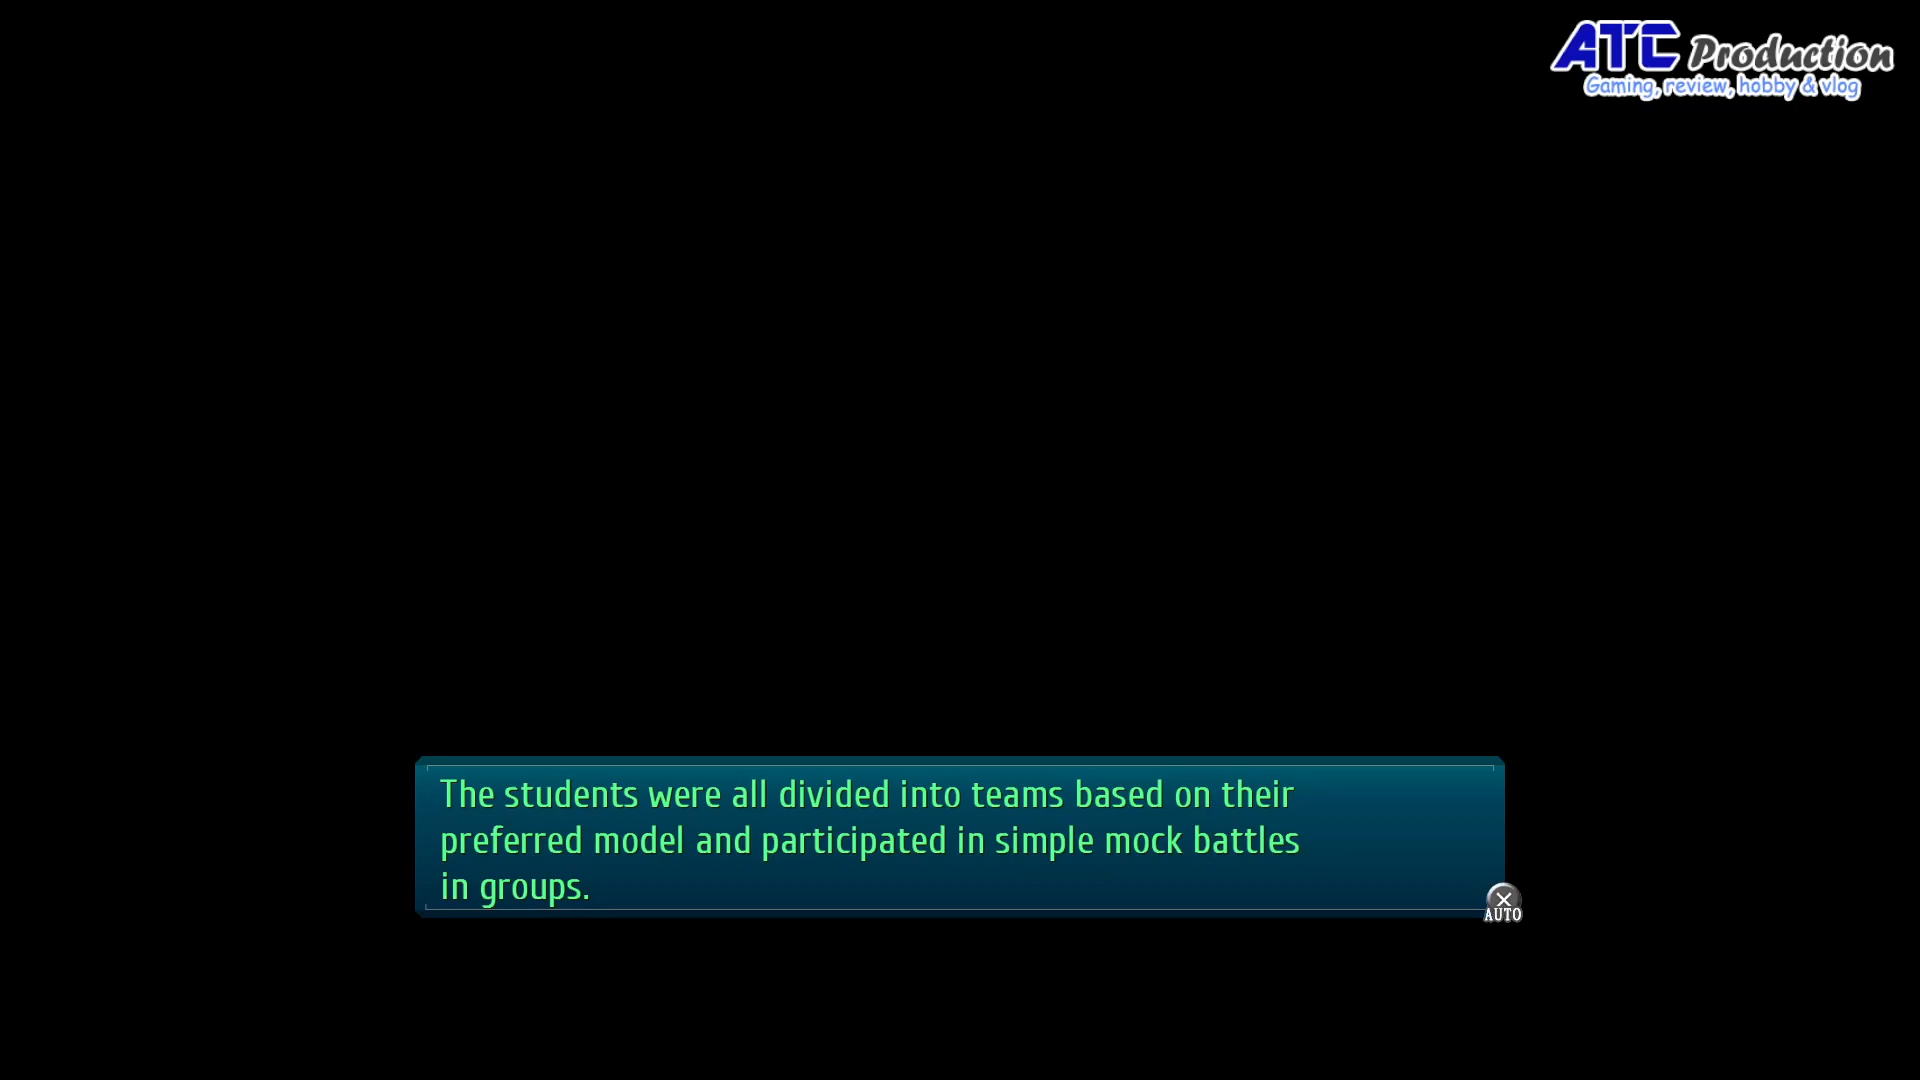 ATC Production
Gaming, review, hobby & vlog
The students were all divided into teams based on their
preferred model and participated in simple mock battles
in groups.
AUTO